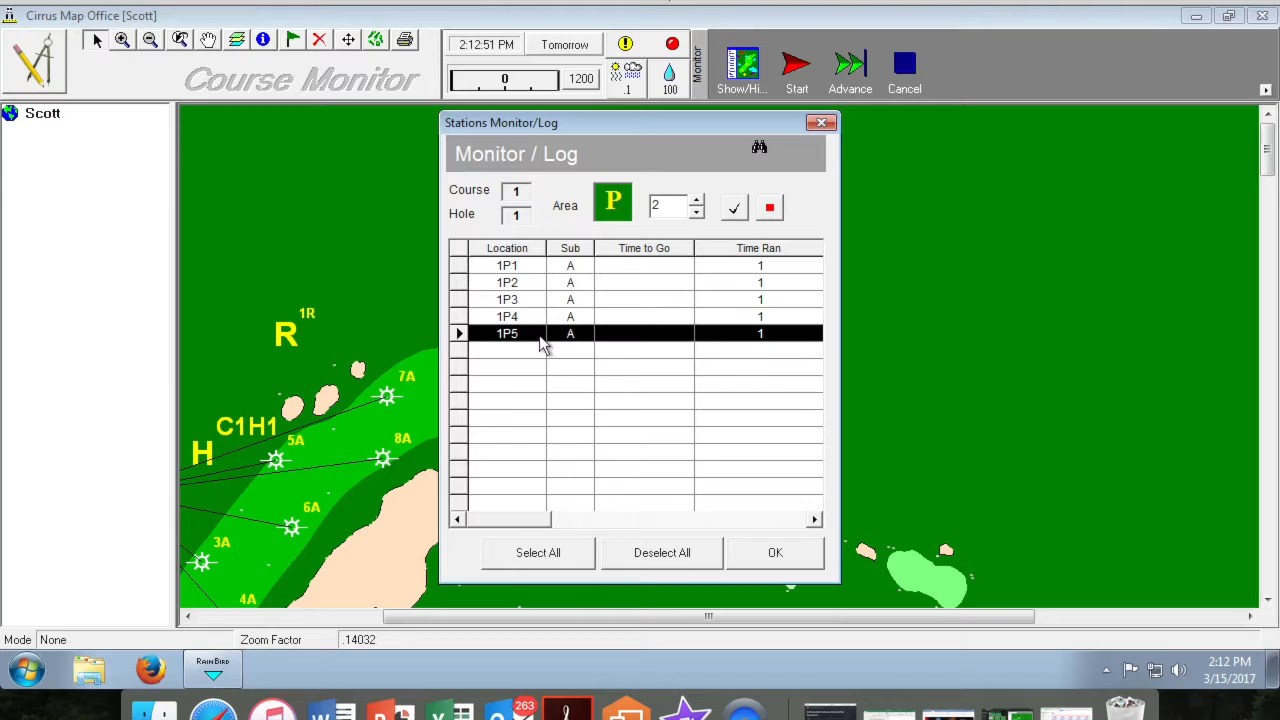 Cirrus Map Office [Scott]
Course Monitor
2:12:51 PM
Tomorrow
0
1200
.1
100
Monitor
Show/Hi...
Start
Advance
Cancel
Scott
Stations Monitor/Log
Monitor / Log
Course 1
Hole 1
Area P 2
Location Sub Time to Go Time Ran
1P1 A 1
1P2 A 1
1P3 A 1
1P4 A 1
1P5 A 1
Select All
Deselect All
OK
1R
R
7A
C1H1
H
5A
8A
6A
3A
4A
Mode None
Zoom Factor .14032
RAIN BIRD
2:12 PM
3/15/2017
263